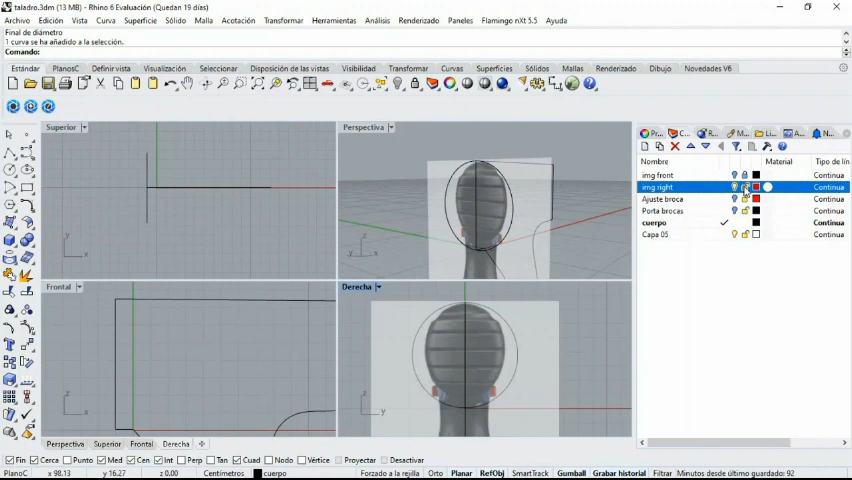 taladro.3dm (13 MB) - Rhino 6 Evaluación (Quedan 19 días)
Archivo Edición Vista Curva Superficie Sólido Malla Acotación Transformar Herramientas Análisis Renderizado Paneles Flamingo nXt 5.5 Ayuda
Final de diámetro
1 curva se ha añadido a la selección.
Comando:
Estándar PlanosC Definir vista Visualización Seleccionar Disposición de las vistas Visibilidad Transformar Curvas Superficies Sólidos Mallas Renderizado Dibujo Novedades V6
Superior Perspectiva
Pr... C... R... M... Li... A... N...
Nombre Material Tipo de lín
img front Continua
img right Continua
Ajuste broca Continua
Porta brocas Continua
cuerpo Continua
Capa 05 Continua
y x z y x
Frontal Derecha
z x z y
Perspectiva Superior Frontal Derecha
Fin Cerca Punto Med Cen Int Perp Tan Cuad Nodo Vértice Proyectar Desactivar
PlanoC x 98.13 y 16.27 z 0.00 Centímetros cuerpo Forzado a la rejilla Orto Planar RefObj SmartTrack Gumball Grabar historial Filtrar Minutos desde último guardado: 92